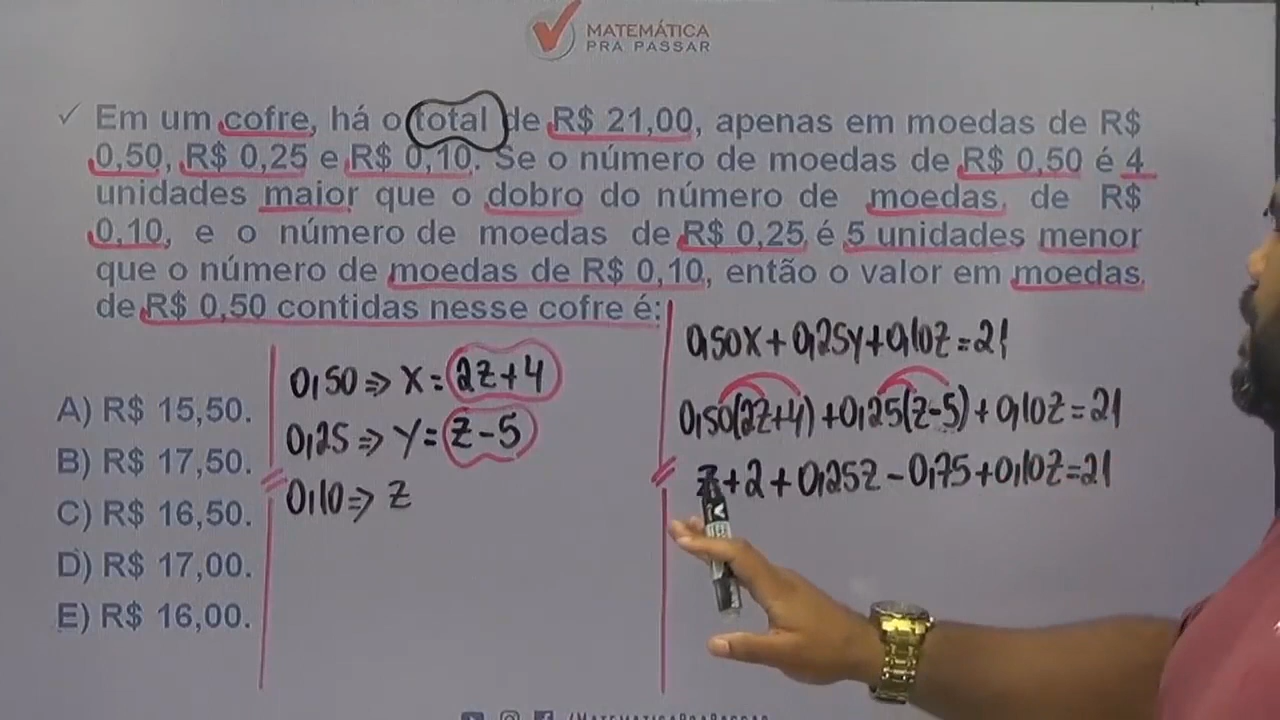 MATEMÁTICA
PRA PASSAR
✓ Em um cofre, há o total de R$ 21,00, apenas em moedas de R$
0,50, R$ 0,25 e R$ 0,10. Se o número de moedas de R$ 0,50 é 4
unidades maior que o dobro do número de moedas de R$
0,10, e o número de moedas de R$ 0,25 é 5 unidades menor
que o número de moedas de R$ 0,10, então o valor em moedas
de R$ 0,50 contidas nesse cofre é:
A) R$ 15,50.
B) R$ 17,50.
C) R$ 16,50.
D) R$ 17,00.
E) R$ 16,00.
0,50 => X = 2Z+4
0,25 => Y = Z-5
0,10 => Z
0,50X + 0,25Y + 0,10Z = 21
0,50(2Z+4) + 0,25(Z-5) + 0,10Z = 21
Z + 2 + 0,25Z - 0,75 + 0,10Z = 21
/MATEMATICAPRAPASSAR